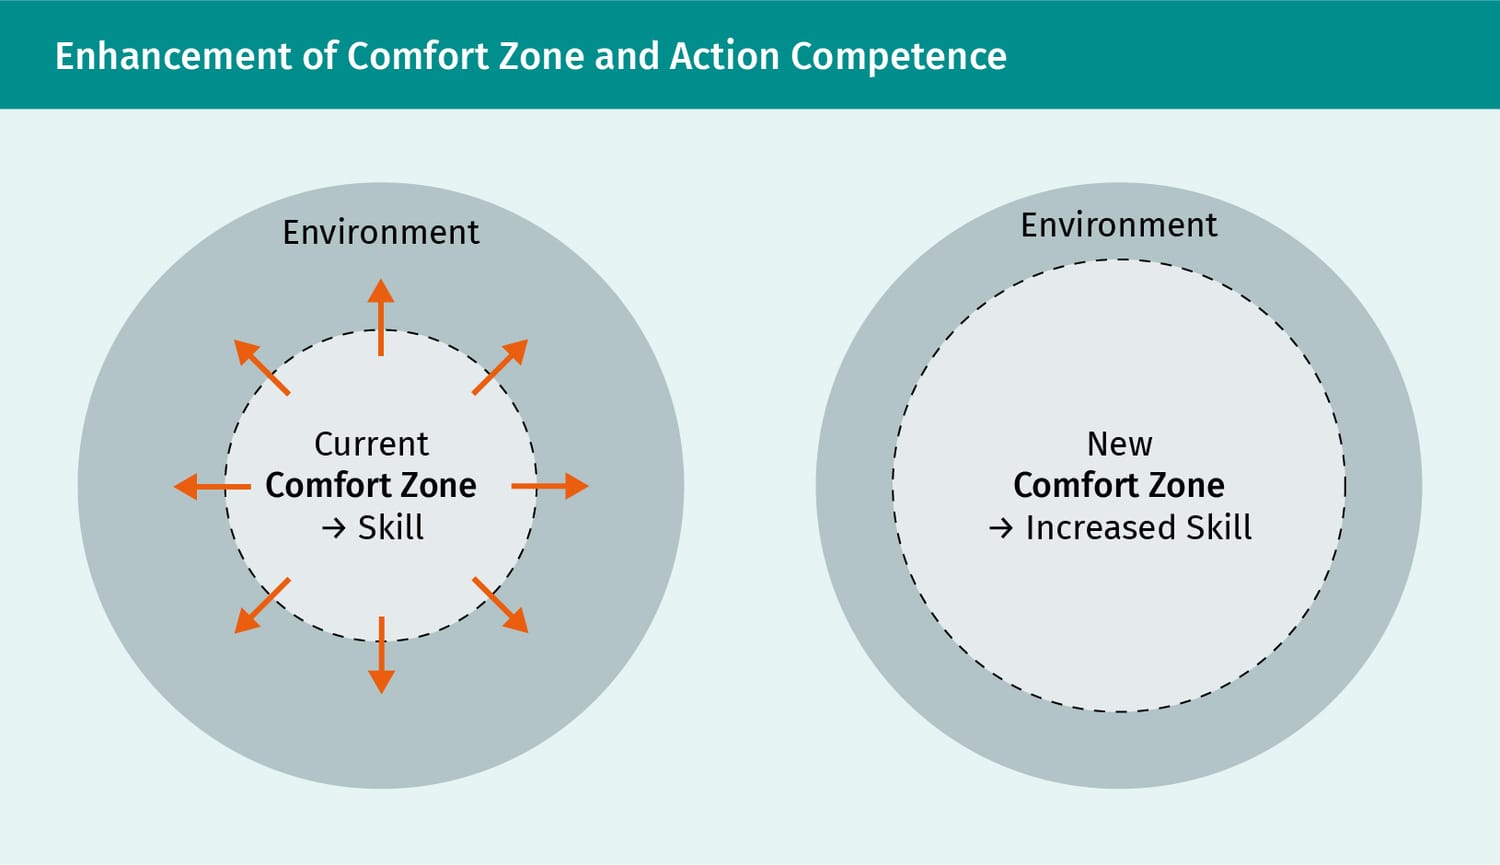 Enhancement of Comfort Zone and Action Competence
Environment
Current
Comfort Zone
→ Skill
Environment
New
Comfort Zone
→ Increased Skill